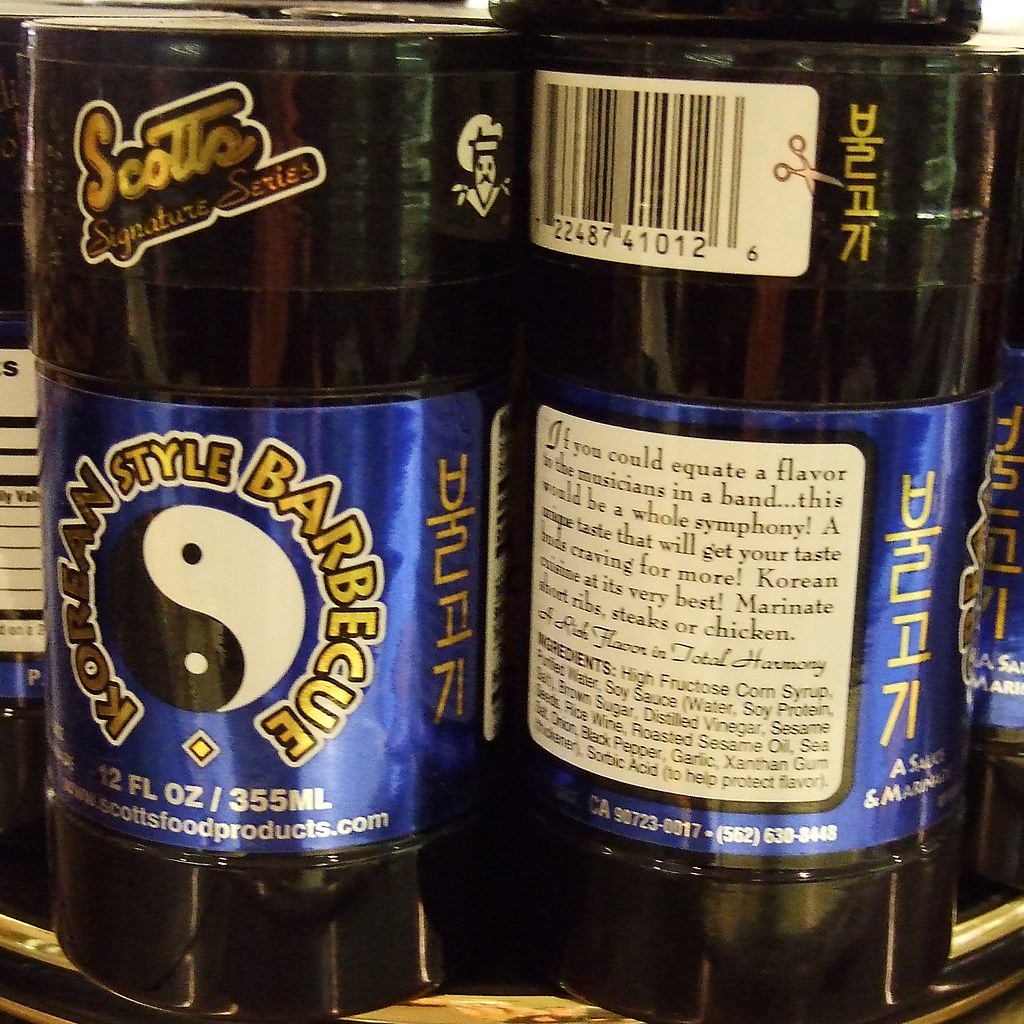 Scotts
Signature Series
KOREAN STYLE BARBECUE
불고기
12 FL OZ / 355ML
www.scottsfoodproducts.com
22487 41012 6
불고기
If you could equate a flavor
to the musicians in a band...this
would be a whole symphony! A
unique taste that will get your taste
buds craving for more! Korean
cuisine at its very best! Marinate
short ribs, steaks or chicken.
A Rich Flavor in Total Harmony
INGREDIENTS: High Fructose Corn Syrup,
Purified Water, Soy Sauce (Water, Soy Protein,
Salt), Brown Sugar, Distilled Vinegar, Sesame
Seeds, Rice Wine, Roasted Sesame Oil, Sea
Salt, Onion, Black Pepper, Garlic, Xanthan Gum
(thickener), Sorbic Acid (to help protect flavor).
불고기
A Sauce
& Marinade
CA 90723-0017 • (562) 630-8448